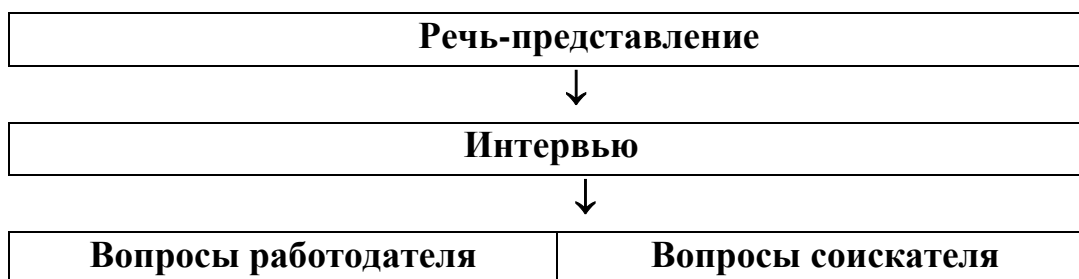 Речь-представление
↓
Интервью
↓
Вопросы работодателя Вопросы соискателя